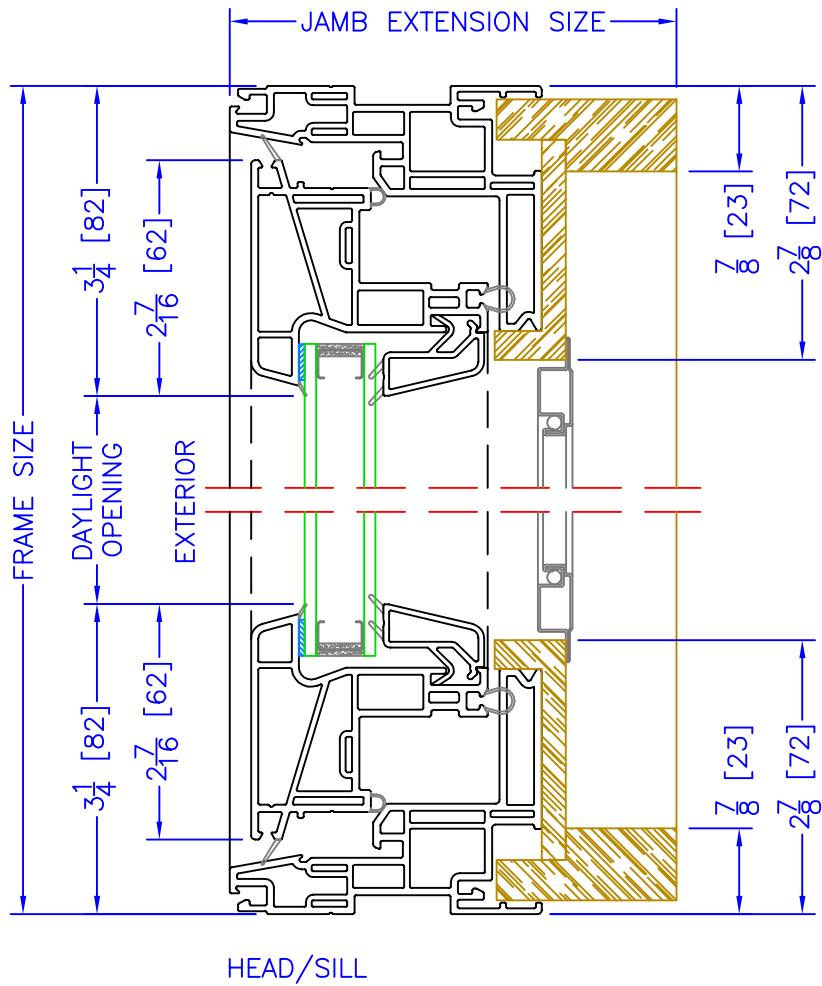 JAMB EXTENSION SIZE
3 1/4 [82]
2 7/16 [62]
7/8 [23]
2 7/8 [72]
FRAME SIZE
DAYLIGHT
OPENING
EXTERIOR
3 1/4 [82]
2 7/16 [62]
7/8 [23]
2 7/8 [72]
HEAD/SILL